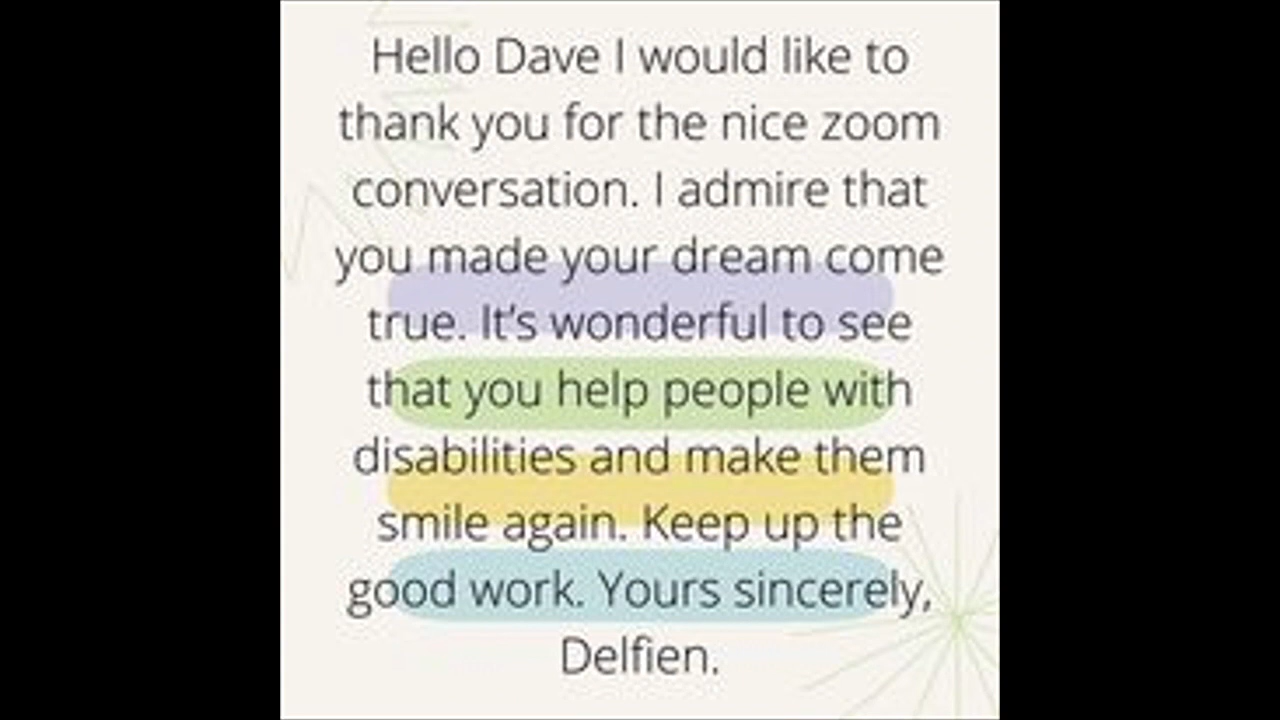 Hello Dave I would like to
thank you for the nice zoom
conversation. I admire that
you made your dream come
true. It's wonderful to see
that you help people with
disabilities and make them
smile again. Keep up the
good work. Yours sincerely,
Delfien.